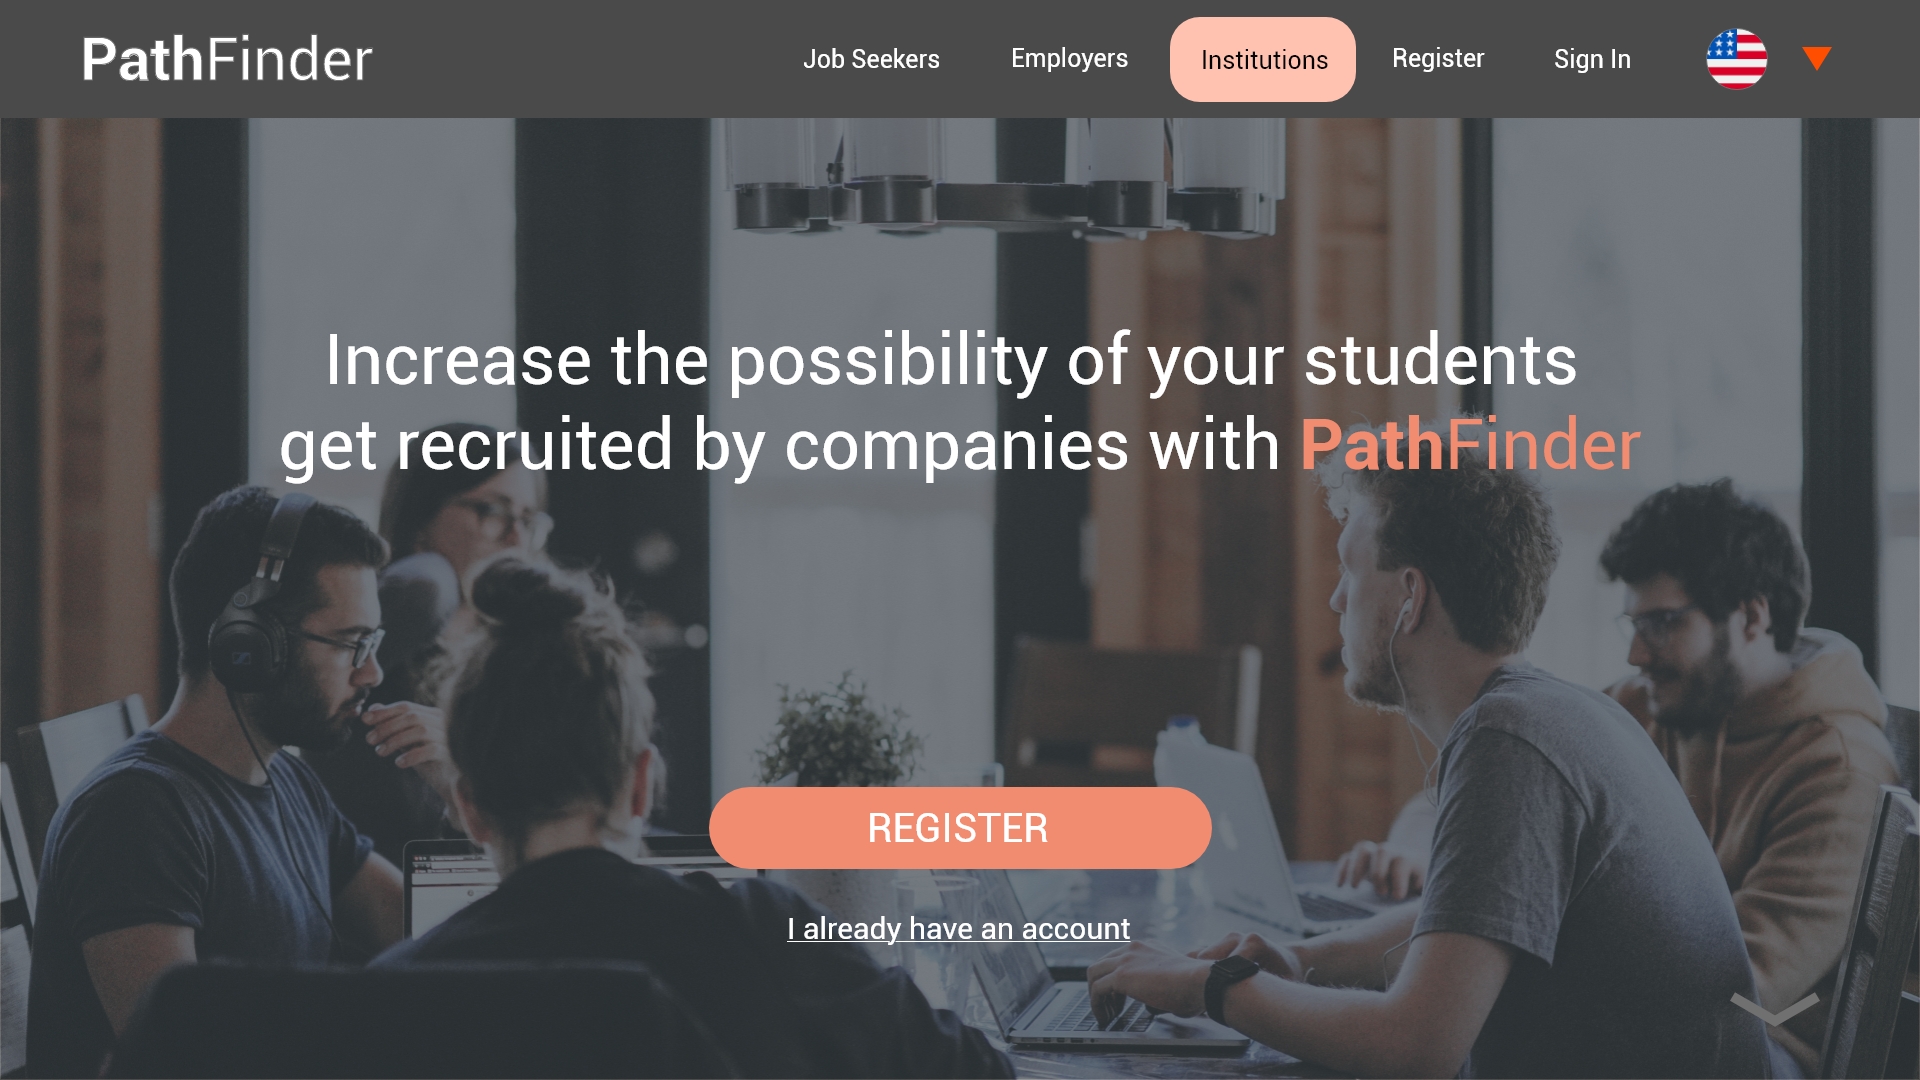 PathFinder
Job Seekers
Employers
Institutions
Register
Sign In
Increase the possibility of your students
get recruited by companies with PathFinder
REGISTER
I already have an account